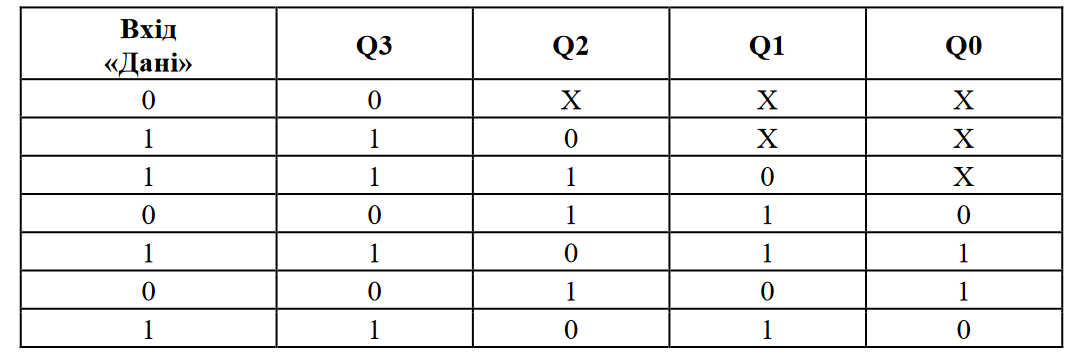 Вхід
«Дані» Q3 Q2 Q1 Q0
0 0 X X X
1 1 0 X X
1 1 1 0 X
0 0 1 1 0
1 1 0 1 1
0 0 1 0 1
1 1 0 1 0